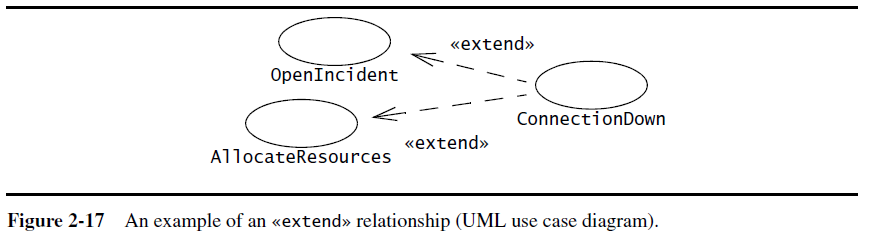 «extend»
OpenIncident
ConnectionDown
«extend»
AllocateResources
Figure 2-17 An example of an «extend» relationship (UML use case diagram).